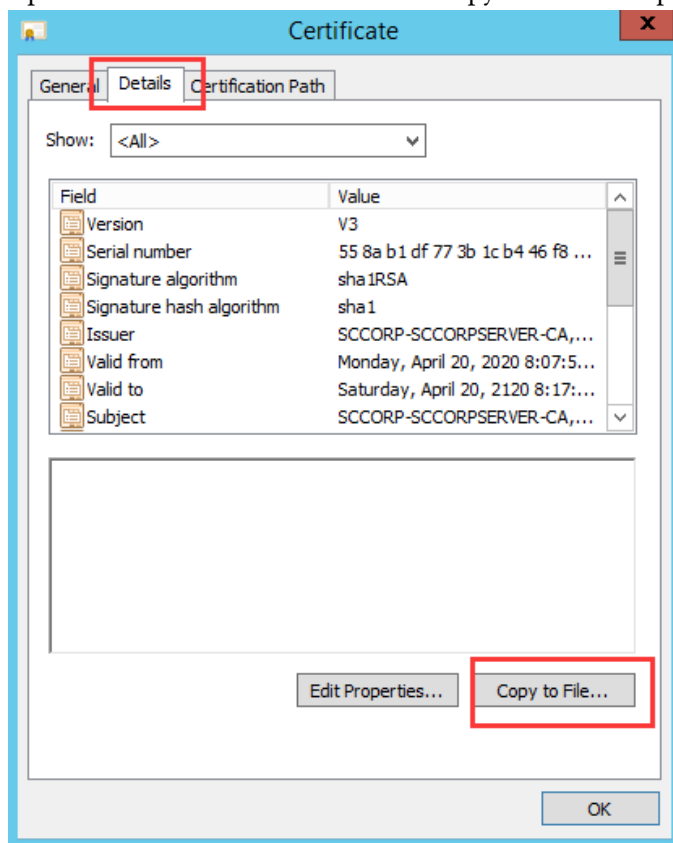 Certificate
X
General Details Certification Path
Show: <All>
Field Value
Version V3
Serial number 55 8a b1 df 77 3b 1c b4 46 f8 ...
Signature algorithm sha1RSA
Signature hash algorithm sha1
Issuer SCCORP-SCCORPSERVER-CA,...
Valid from Monday, April 20, 2020 8:07:5...
Valid to Saturday, April 20, 2120 8:17:...
Subject SCCORP-SCCORPSERVER-CA,...
Edit Properties... Copy to File...
OK